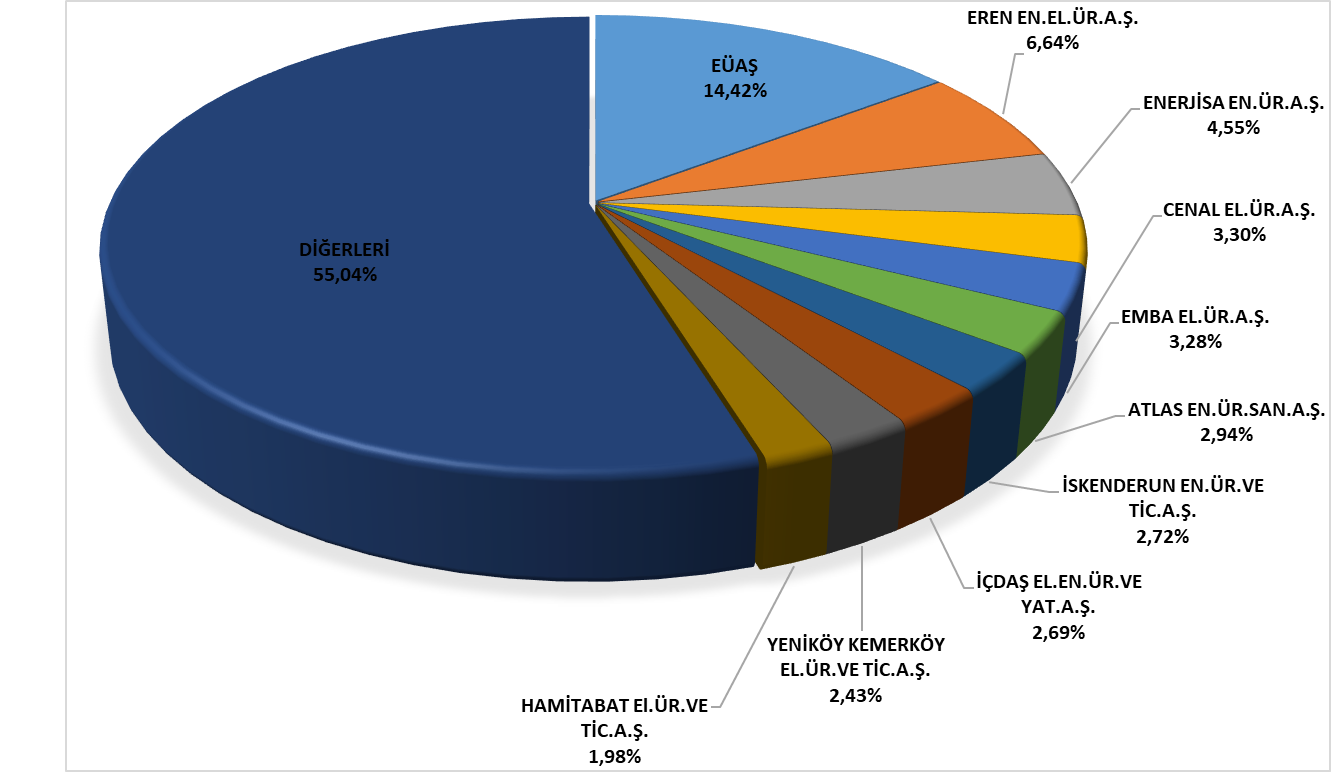 EÜAŞ
14,42%
EREN EN.EL.ÜR.A.Ş.
6,64%
ENERJİSA EN.ÜR.A.Ş.
4,55%
CENAL EL.ÜR.A.Ş.
3,30%
EMBA EL.ÜR.A.Ş.
3,28%
ATLAS EN.ÜR.SAN.A.Ş.
2,94%
İSKENDERUN EN.ÜR.VE
TİC.A.Ş.
2,72%
İÇDAŞ EL.EN.ÜR.VE
YAT.A.Ş.
2,69%
YENİKÖY KEMERKÖY
EL.ÜR.VE TİC.A.Ş.
2,43%
HAMİTABAT El.ÜR.VE
TİC.A.Ş.
1,98%
DİĞERLERİ
55,04%